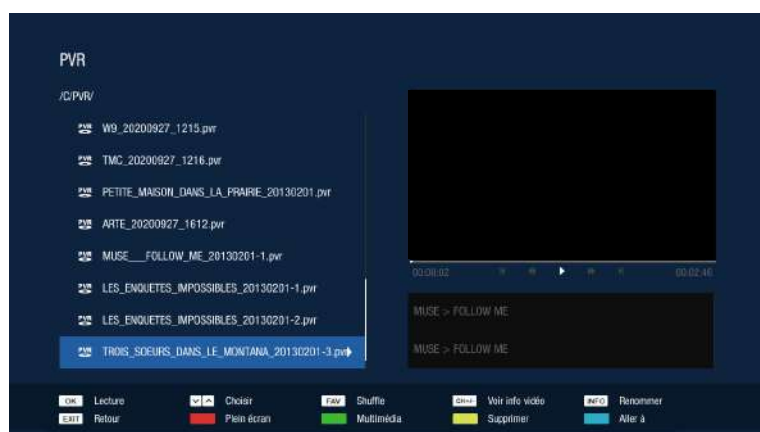 PVR
/C/PVR/
W9_20200927_1215.pvr
TMC_20200927_1216.pvr
PETITE_MAISON_DANS_LA_PRAIRIE_20130201.pvr
ARTE_20200927_1612.pvr
MUSE___FOLLOW_ME_20130201-1.pvr
LES_ENQUETES_IMPOSSIBLES_20130201-1.pvr
LES_ENQUETES_IMPOSSIBLES_20130201-2.pvr
TROIS_SOEURS_DANS_LE_MONTANA_20130201-3.pvr
00:00:02 00:02:46
MUSE > FOLLOW ME
MUSE > FOLLOW ME
OK Lecture Choisir FAV Shuffle CH+/- Voir info vidéo INFO Renommer
EXIT Retour Plein écran Multimédia Supprimer Aller à